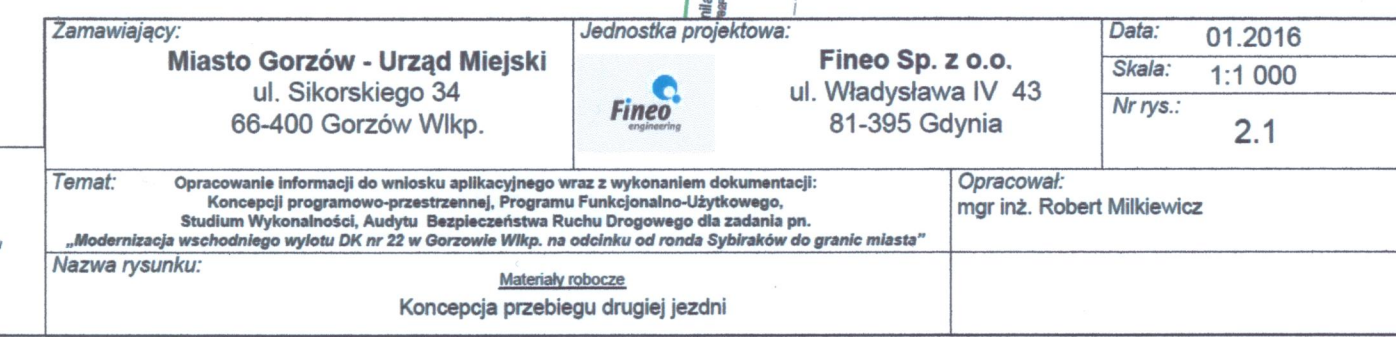 Zamawiający:
Miasto Gorzów - Urząd Miejski
ul. Sikorskiego 34
66-400 Gorzów Wlkp.
Jednostka projektowa:
Fineo
engineering
Fineo Sp. z o.o.
ul. Władysława IV 43
81-395 Gdynia
Data: 01.2016
Skala: 1:1 000
Nr rys.:
2.1
Temat: Opracowanie informacji do wniosku aplikacyjnego wraz z wykonaniem dokumentacji:
Koncepcji programowo-przestrzennej, Programu Funkcjonalno-Użytkowego,
Studium Wykonalności, Audytu Bezpieczeństwa Ruchu Drogowego dla zadania pn.
„Modernizacja wschodniego wylotu DK nr 22 w Gorzowie Wlkp. na odcinku od ronda Sybiraków do granic miasta”
Opracował:
mgr inż. Robert Milkiewicz
Nazwa rysunku:
Materiały robocze
Koncepcja przebiegu drugiej jezdni